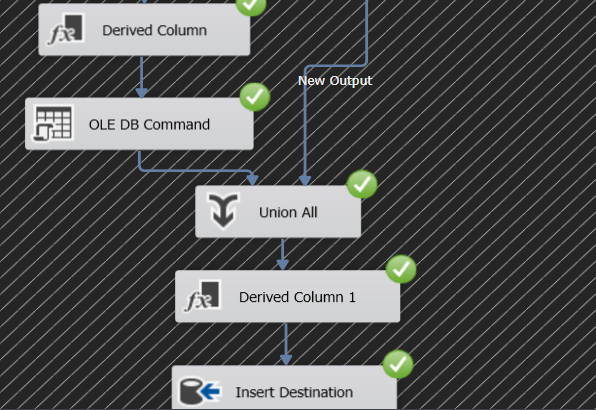 Derived Column
New Output
OLE DB Command
Union All
Derived Column 1
Insert Destination